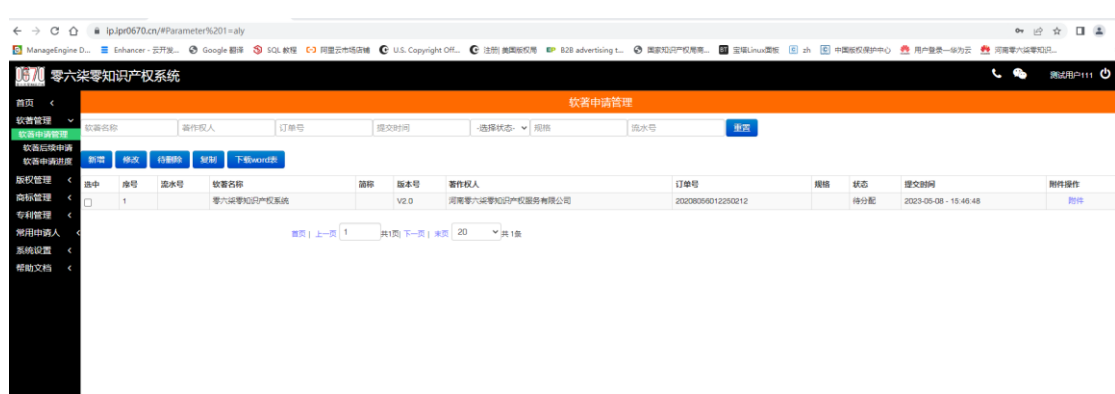 ip.ipr0670.cn/#Parameter%201=aly
ManageEngine D... Enhancer - 云开发... Google 翻译 SQL 教程 阿里云市场店铺 U.S. Copyright Off... 注册| 美国版权局 B2B advertising t... 国家知识产权局商... 宝塔Linux面板 zh 中国版权保护中心 用户登录—华为云 河南零六柒零知识...
0670 零六柒零知识产权系统 测试用户111
首页
软著申请管理
软著管理
软著申请管理
软著后续申请
软著申请进度
版权管理
商标管理
专利管理
常用申请人
系统设置
帮助文档
软著名称 著作权人 订单号 提交时间 -选择状态- 规格 流水号 重置
新增 修改 待删除 复制 下载word表
选中 序号 流水号 软著名称 简称 版本号 著作权人 订单号 规格 状态 提交时间 附件操作
1 零六柒零知识产权系统 V2.0 河南零六柒零知识产权服务有限公司 20208056012250212 待分配 2023-05-08 - 15:46:48 附件
首页 | 上一页 1 共1页| 下一页 | 末页 20 共 1条